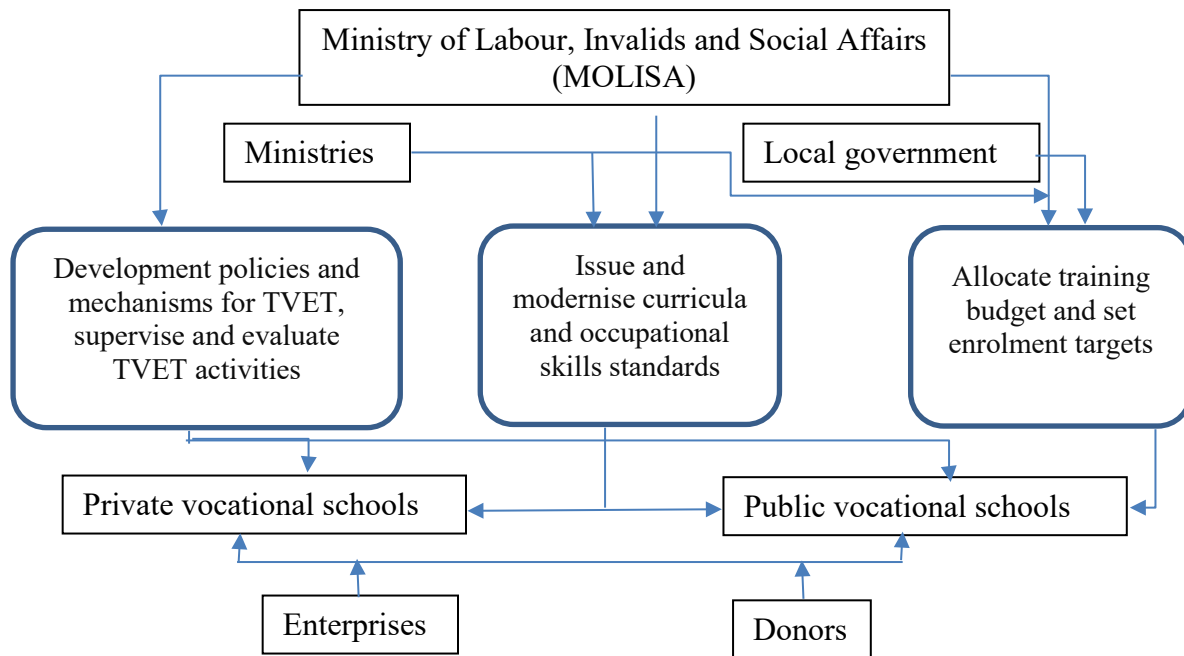 Ministry of Labour, Invalids and Social Affairs
(MOLISA)
Ministries
Local government
Development policies and
mechanisms for TVET,
supervise and evaluate
TVET activities
Issue and
modernise curricula
and occupational
skills standards
Allocate training
budget and set
enrolment targets
Private vocational schools
Public vocational schools
Enterprises
Donors